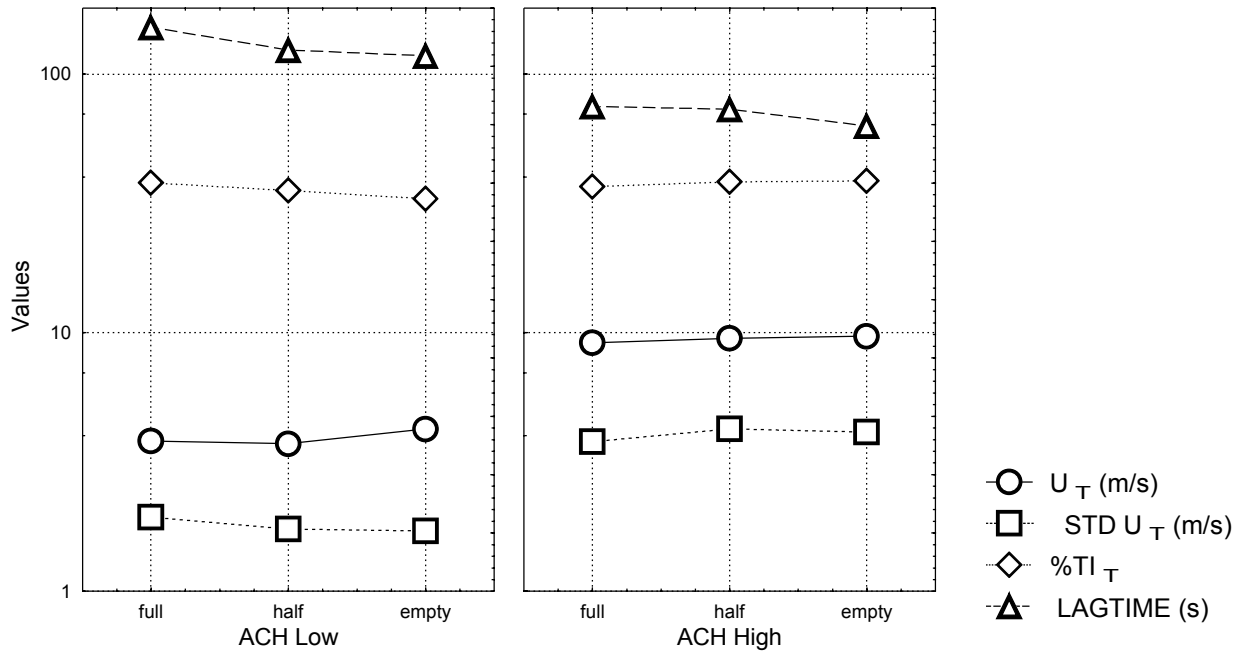 Values
100
10
1
full half empty
ACH Low
full half empty
ACH High
U T (m/s)
STD U T (m/s)
%TI T
LAGTIME (s)